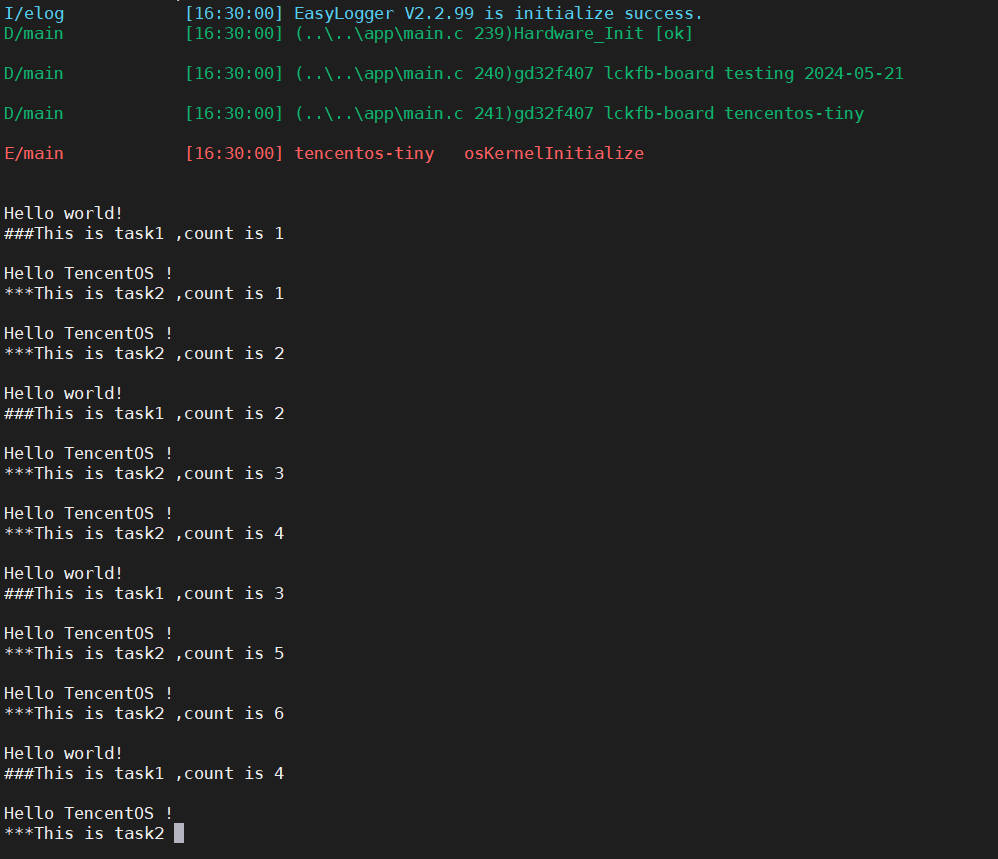 I/elog [16:30:00] EasyLogger V2.2.99 is initialize success.
D/main [16:30:00] (..\..\app\main.c 239)Hardware_Init [ok]
D/main [16:30:00] (..\..\app\main.c 240)gd32f407 lckfb-board testing 2024-05-21
D/main [16:30:00] (..\..\app\main.c 241)gd32f407 lckfb-board tencentos-tiny
E/main [16:30:00] tencentos-tiny osKernelInitialize
Hello world!
###This is task1 ,count is 1
Hello TencentOS !
***This is task2 ,count is 1
Hello TencentOS !
***This is task2 ,count is 2
Hello world!
###This is task1 ,count is 2
Hello TencentOS !
***This is task2 ,count is 3
Hello TencentOS !
***This is task2 ,count is 4
Hello world!
###This is task1 ,count is 3
Hello TencentOS !
***This is task2 ,count is 5
Hello TencentOS !
***This is task2 ,count is 6
Hello world!
###This is task1 ,count is 4
Hello TencentOS !
***This is task2